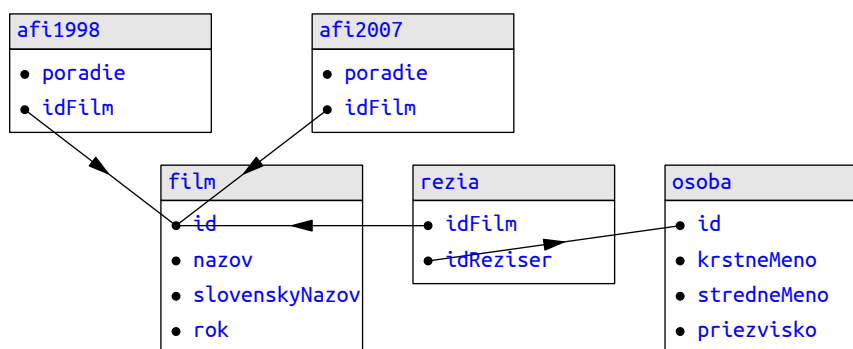 afi1998
poradie
idFilm
afi2007
poradie
idFilm
film
id
nazov
slovenskyNazov
rok
rezia
idFilm
idReziser
osoba
id
krstneMeno
stredneMeno
priezvisko